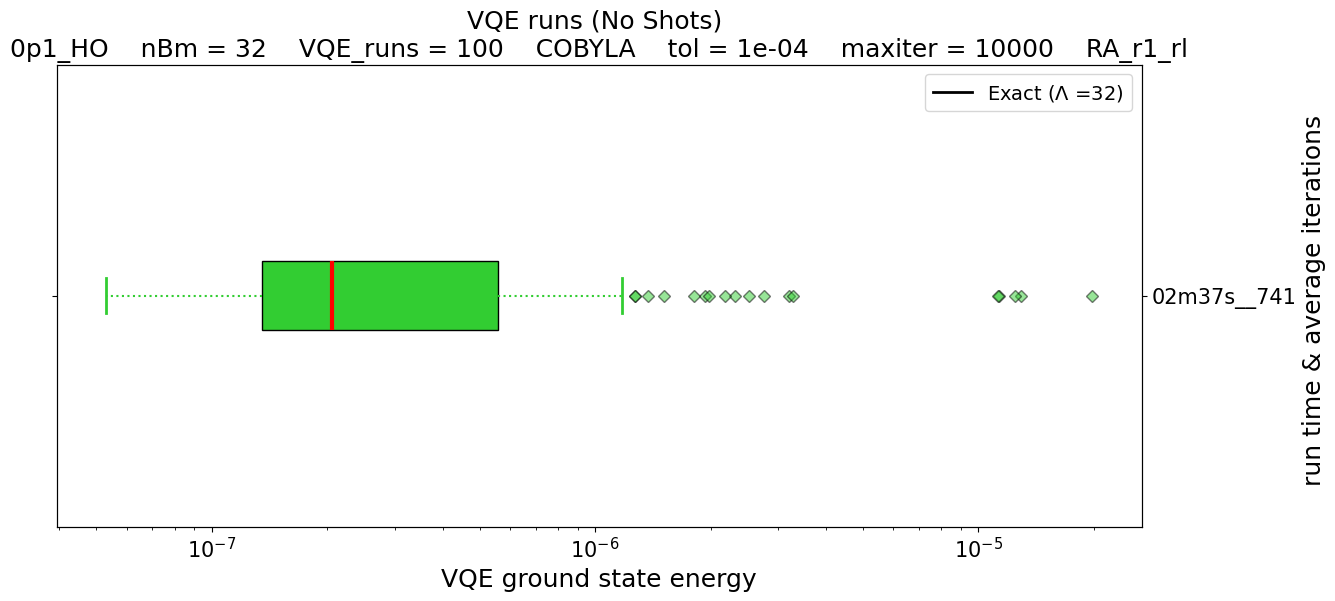 VQE runs (No Shots)
0p1_HO nBm = 32 VQE_runs = 100 COBYLA tol = 1e-04 maxiter = 10000 RA_r1_rl
Exact (Λ =32)
02m37s__741
run time & average iterations
10⁻⁷ 10⁻⁶ 10⁻⁵
VQE ground state energy